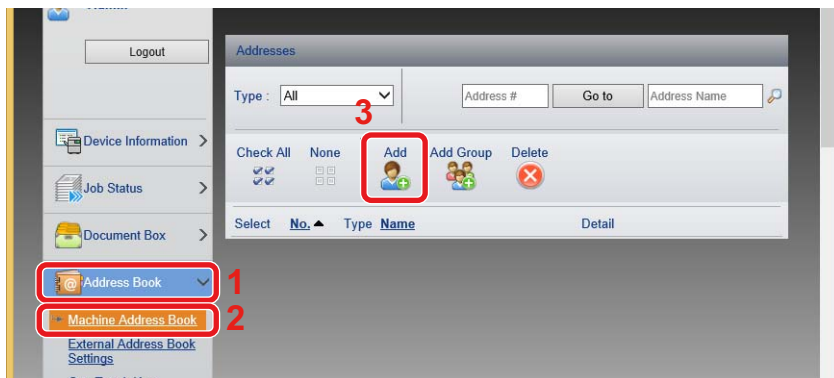 Admin
Logout
Addresses
Type : All
Address #
Go to
Address Name
3
Device Information
Check All
None
Add
Add Group
Delete
Job Status
Select
No.
Type
Name
Detail
Document Box
Address Book
1
Machine Address Book
2
External Address Book
Settings